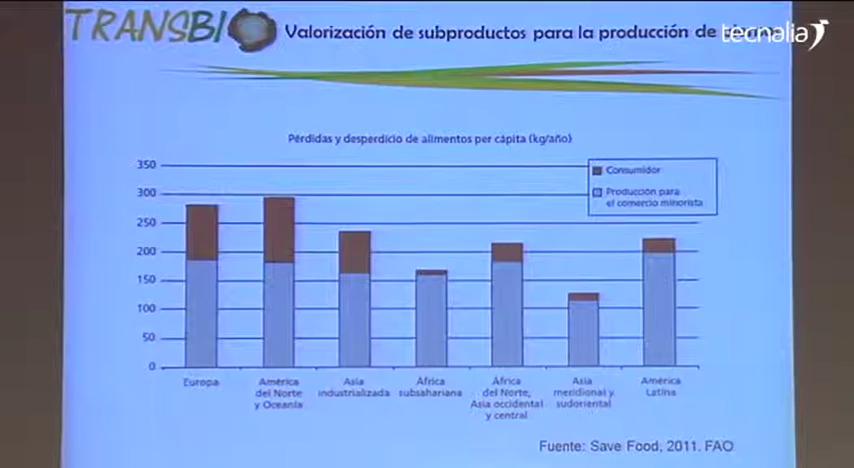 TRANSBIO
Valorización de subproductos para la producción de
tecnalia
Pérdidas y desperdicio de alimentos per cápita (kg/año)
350
300
250
200
150
100
50
0
Consumidor
Producción para
el comercio minorista
Europa
América
del Norte
y Oceanía
Asia
industrializada
África
subsahariana
África
del Norte,
Asia occidental
y central
Asia
meridional y
sudoriental
América
Latina
Fuente: Save Food, 2011. FAO